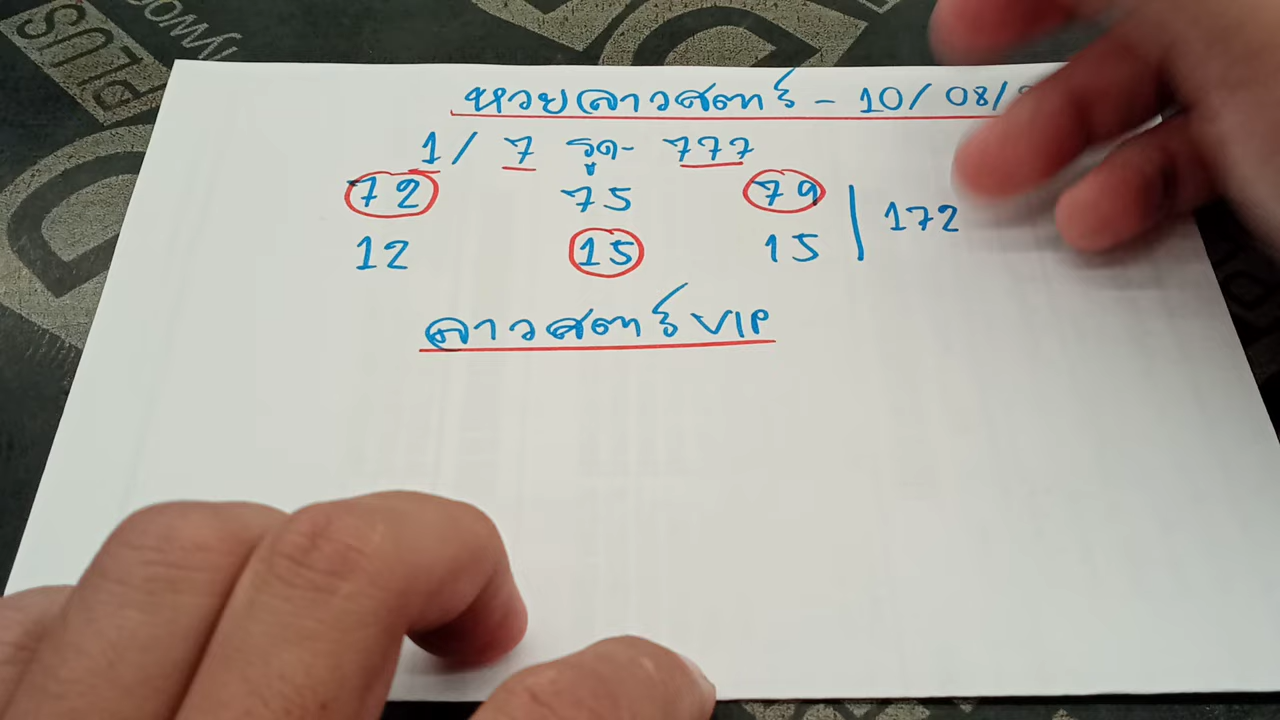 หวยลาวสตาร์ - 10/08/
1/ 7 รูด- 777
72 75 79
12 15 15 | 172
ลาวสตาร์ VIP
PLUS